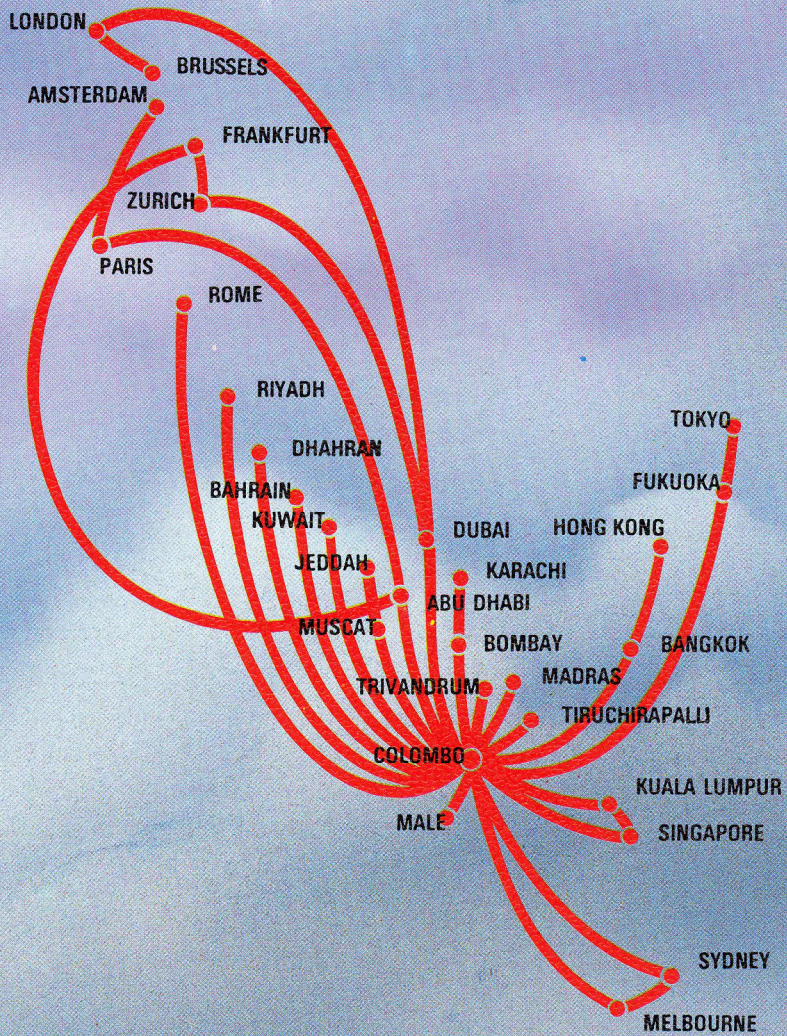 LONDON
BRUSSELS
AMSTERDAM
FRANKFURT
ZURICH
PARIS
ROME
RIYADH
TOKYO
DHAHRAN
FUKUOKA
BAHRAIN
KUWAIT
DUBAI
HONG KONG
JEDDAH
KARACHI
ABU DHABI
MUSCAT
BOMBAY
BANGKOK
TRIVANDRUM
MADRAS
TIRUCHIRAPALLI
COLOMBO
KUALA LUMPUR
MALE
SINGAPORE
SYDNEY
MELBOURNE